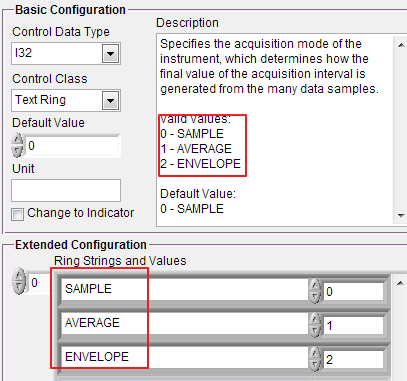 Basic Configuration
Control Data Type
I32
Control Class
Text Ring
Default Value
0
Unit
Change to Indicator
Description
Specifies the acquisition mode of the
instrument, which determines how the
final value of the acquisition interval is
generated from the many data samples.
Valid Values:
0 - SAMPLE
1 - AVERAGE
2 - ENVELOPE
Default Value:
0 - SAMPLE
Extended Configuration
Ring Strings and Values
0
SAMPLE 0
AVERAGE 1
ENVELOPE 2